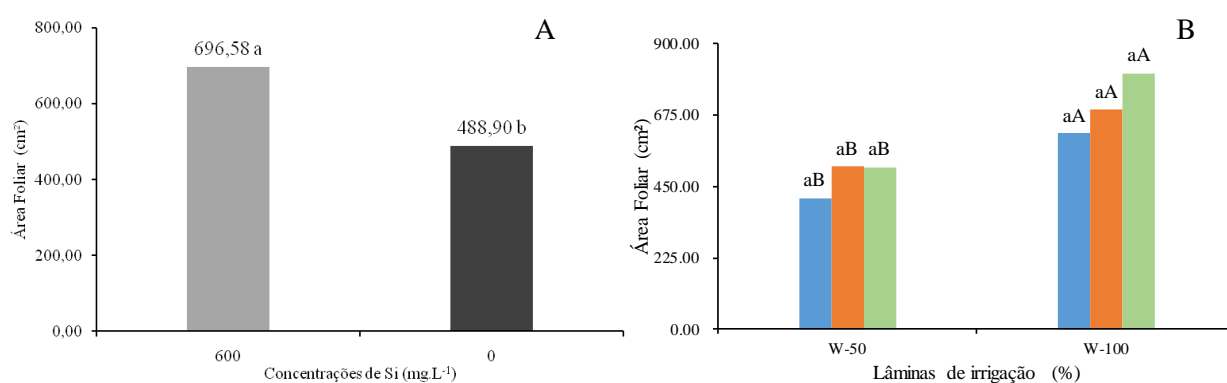 A
Área Foliar (cm²)
800,00
600,00
400,00
200,00
0,00
696,58 a
488,90 b
600
0
Concentrações de Si (mg.L⁻¹)
B
Área Foliar (cm²)
900.00
675.00
450.00
225.00
0.00
aB
aB
aB
aA
aA
aA
W-50
W-100
Lâminas de irrigação (%)